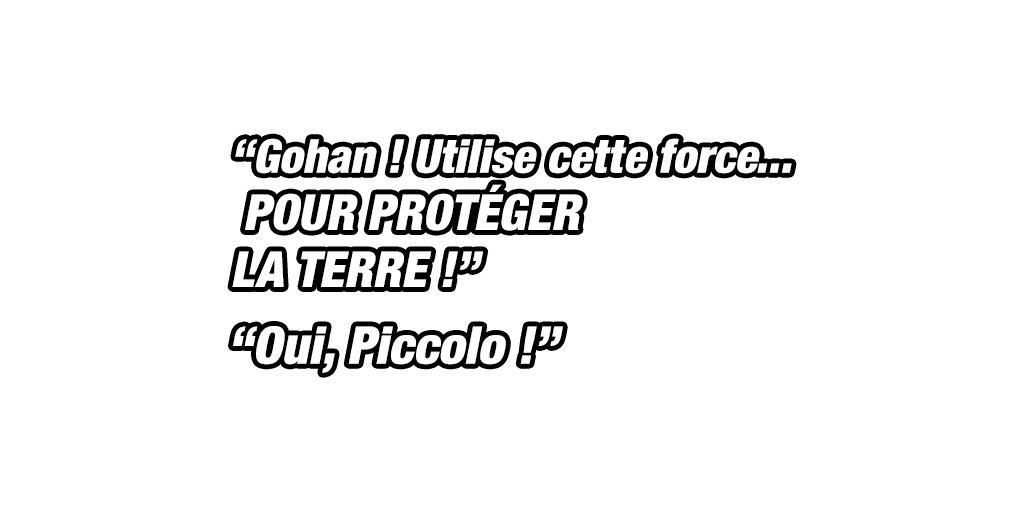 “Gohan ! Utilise cette force...
POUR PROTÉGER
LA TERRE !”
“Oui, Piccolo !”